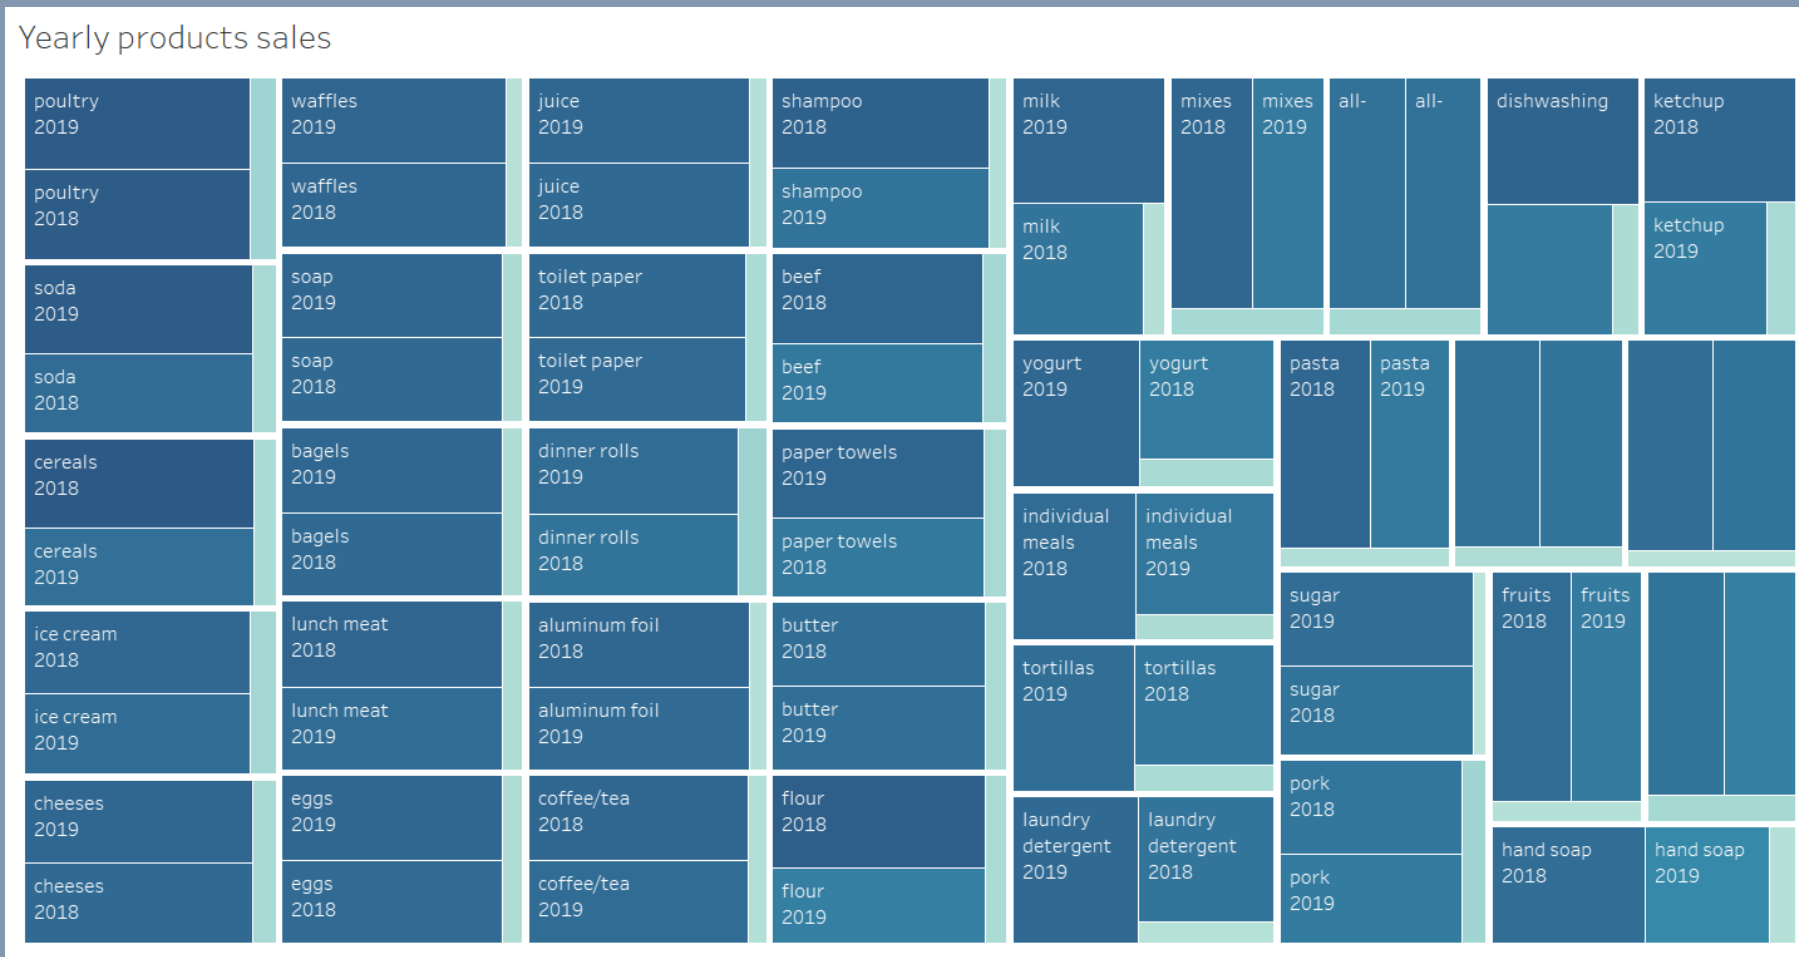 Yearly products sales
poultry
2019
poultry
2018
soda
2019
soda
2018
cereals
2018
cereals
2019
ice cream
2018
ice cream
2019
cheeses
2019
cheeses
2018
waffles
2019
waffles
2018
soap
2019
soap
2018
bagels
2019
bagels
2018
lunch meat
2018
lunch meat
2019
eggs
2019
eggs
2018
juice
2019
juice
2018
toilet paper
2018
toilet paper
2019
dinner rolls
2019
dinner rolls
2018
aluminum foil
2018
aluminum foil
2019
coffee/tea
2018
coffee/tea
2019
shampoo
2018
shampoo
2019
beef
2018
beef
2019
paper towels
2019
paper towels
2018
butter
2018
butter
2019
flour
2018
flour
2019
milk
2019
milk
2018
mixes
2018
mixes
2019
all-
all-
dishwashing
ketchup
2018
ketchup
2019
yogurt
2019
yogurt
2018
individual
meals
2018
individual
meals
2019
tortillas
2019
tortillas
2018
laundry
detergent
2019
laundry
detergent
2018
pasta
2018
pasta
2019
sugar
2019
sugar
2018
pork
2018
pork
2019
fruits
2018
fruits
2019
hand soap
2018
hand soap
2019